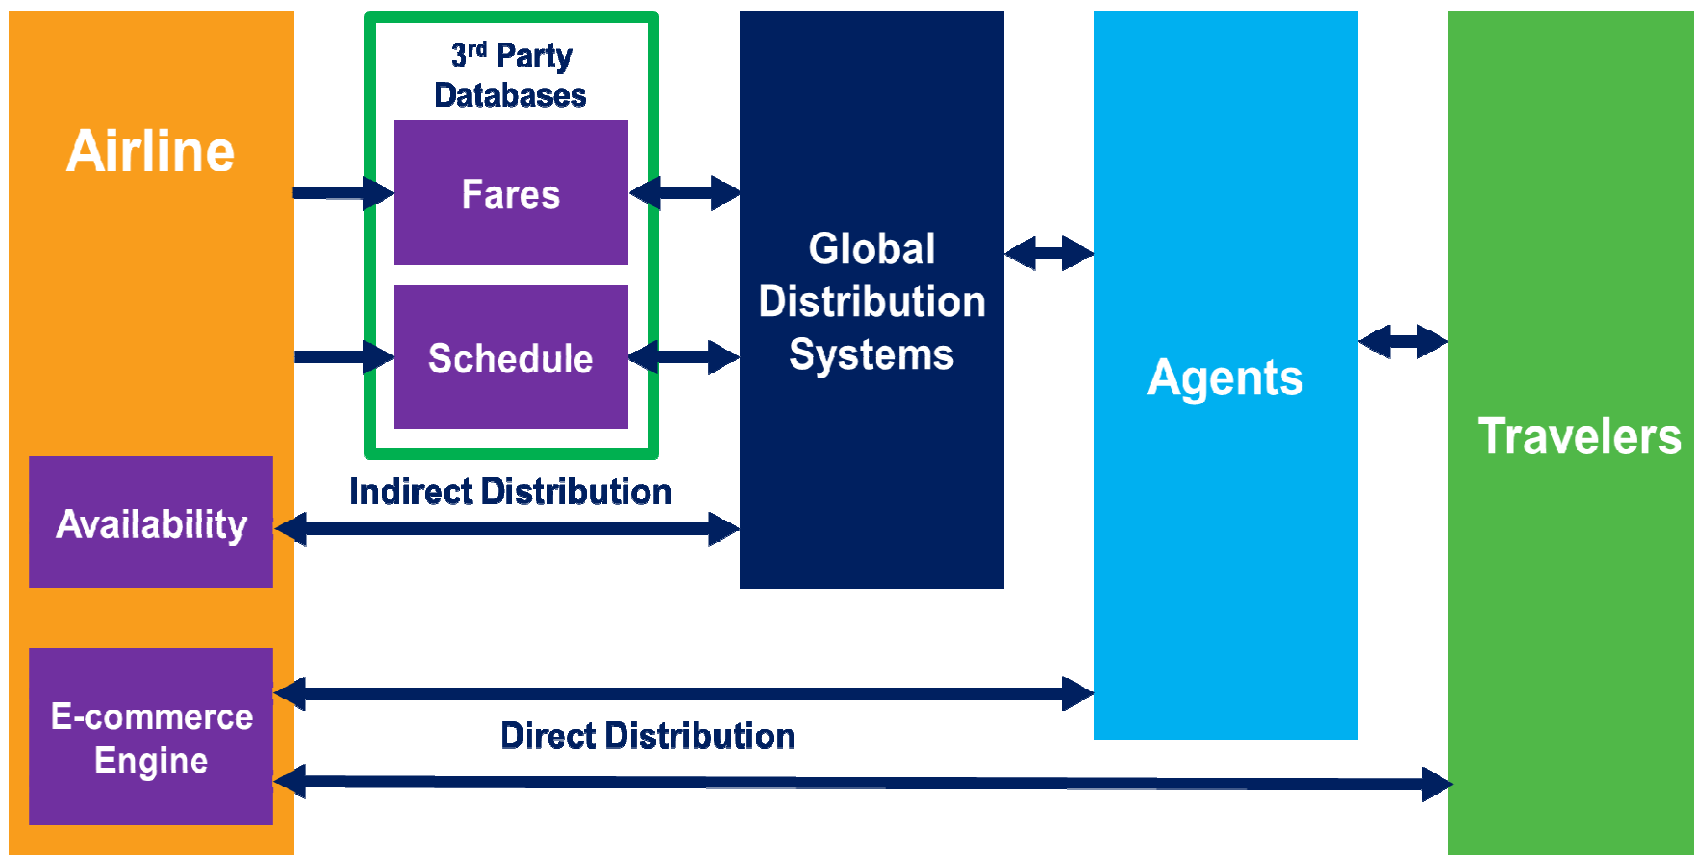 Airline
3rd Party
Databases
Fares
Schedule
Global
Distribution
Systems
Agents
Travelers
Indirect Distribution
Availability
E-commerce
Engine
Direct Distribution